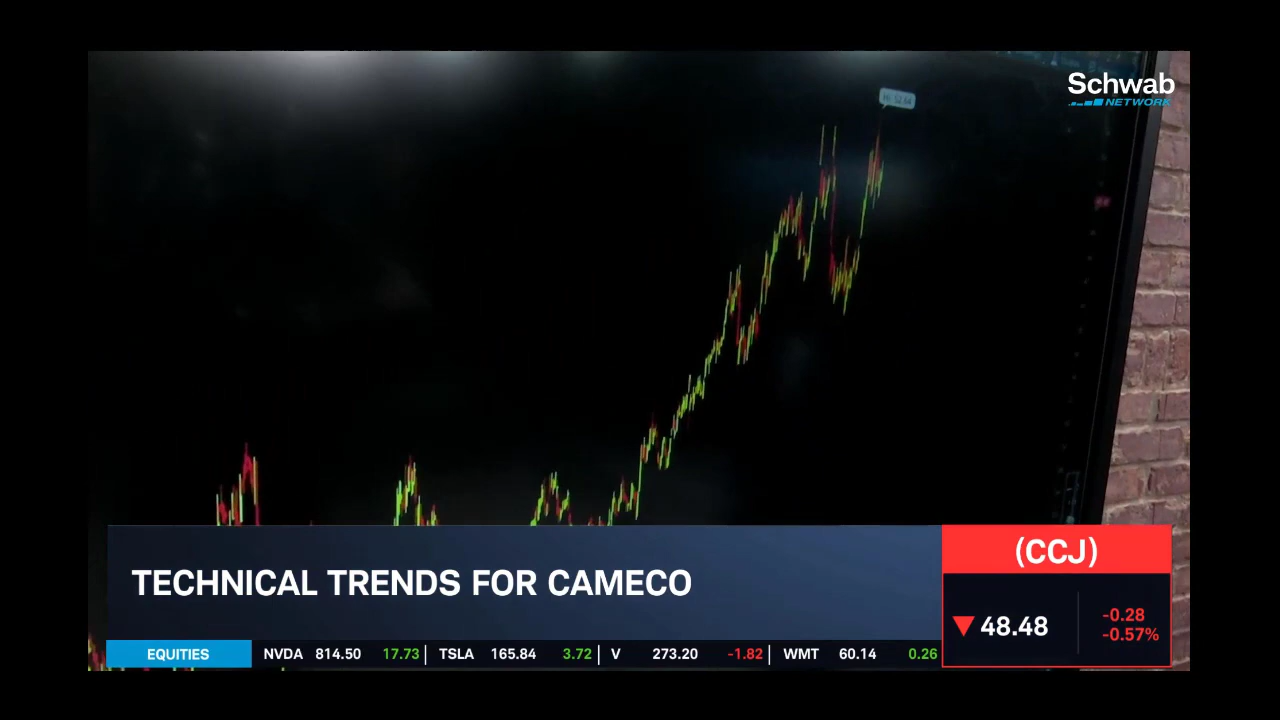 Schwab
NETWORK
TECHNICAL TRENDS FOR CAMECO
(CCJ)
48.48
-0.28
-0.57%
EQUITIES
NVDA 814.50 17.73 TSLA 165.84 3.72 V 273.20 -1.82 WMT 60.14 0.26